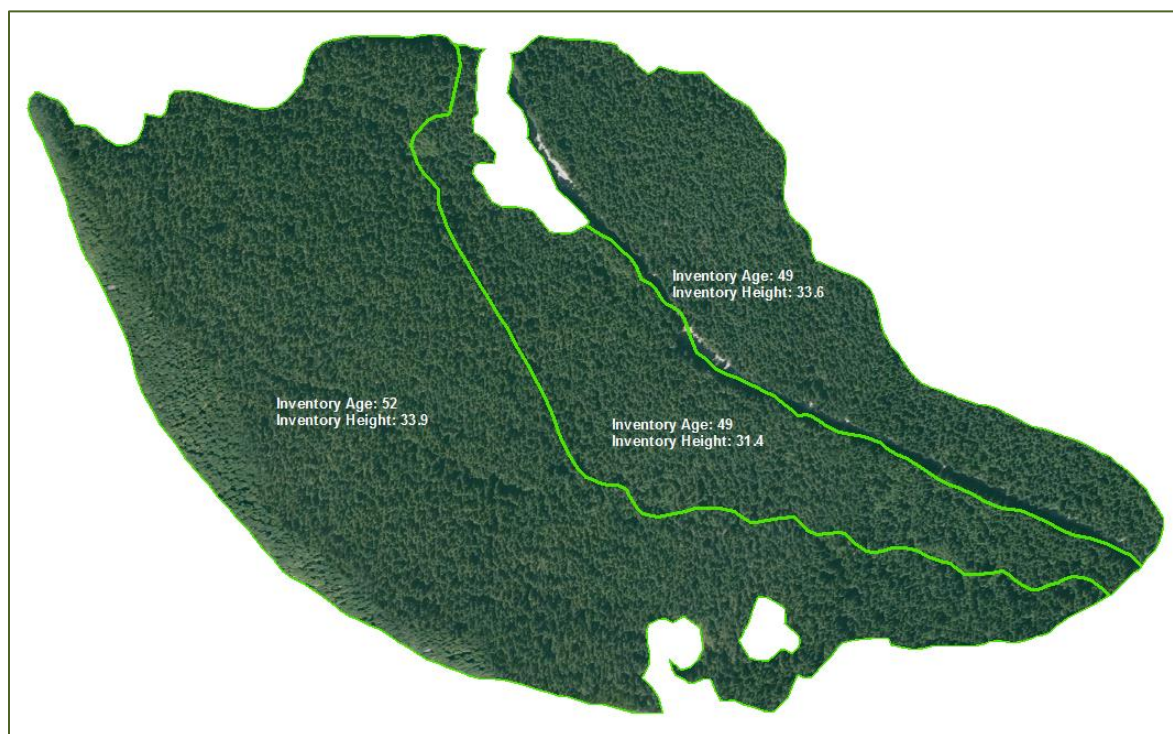 Inventory Age: 49
Inventory Height: 33.6
Inventory Age: 52
Inventory Height: 33.9
Inventory Age: 49
Inventory Height: 31.4